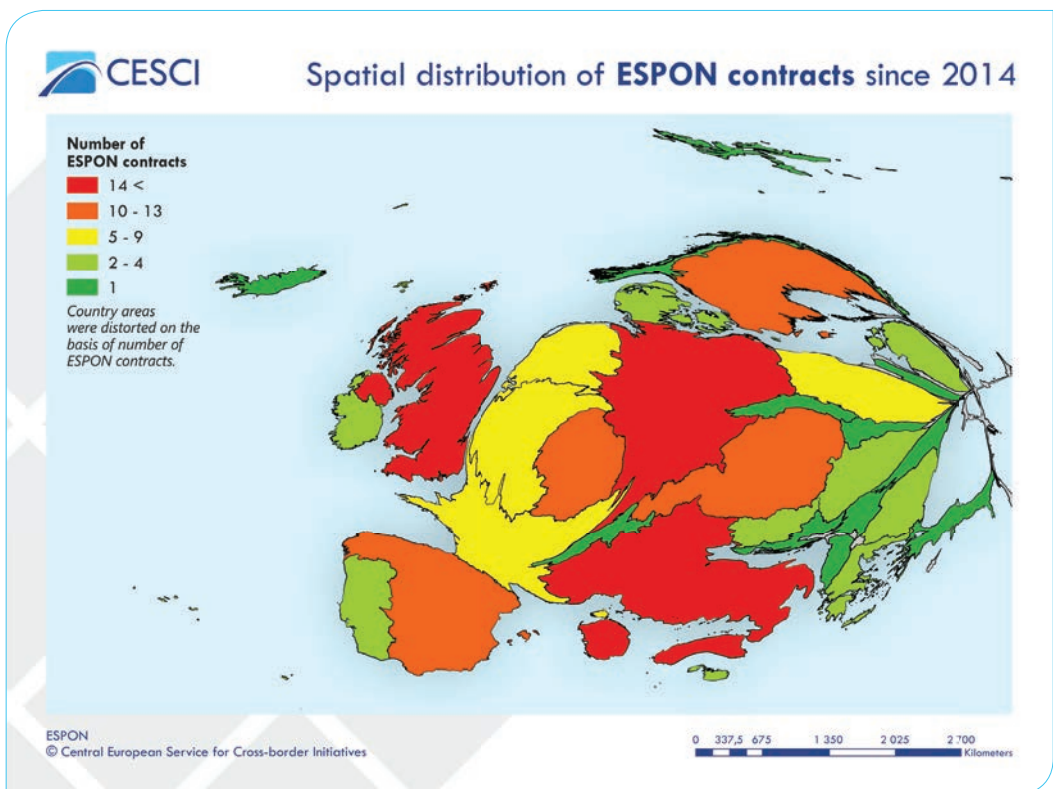 CESCI
Spatial distribution of ESPON contracts since 2014
Number of
ESPON contracts
14 <
10 - 13
5 - 9
2 - 4
1
Country areas
were distorted on the
basis of number of
ESPON contracts.
ESPON
© Central European Service for Cross-border Initiatives
0 337,5 675 1 350 2 025 2 700
Kilometers